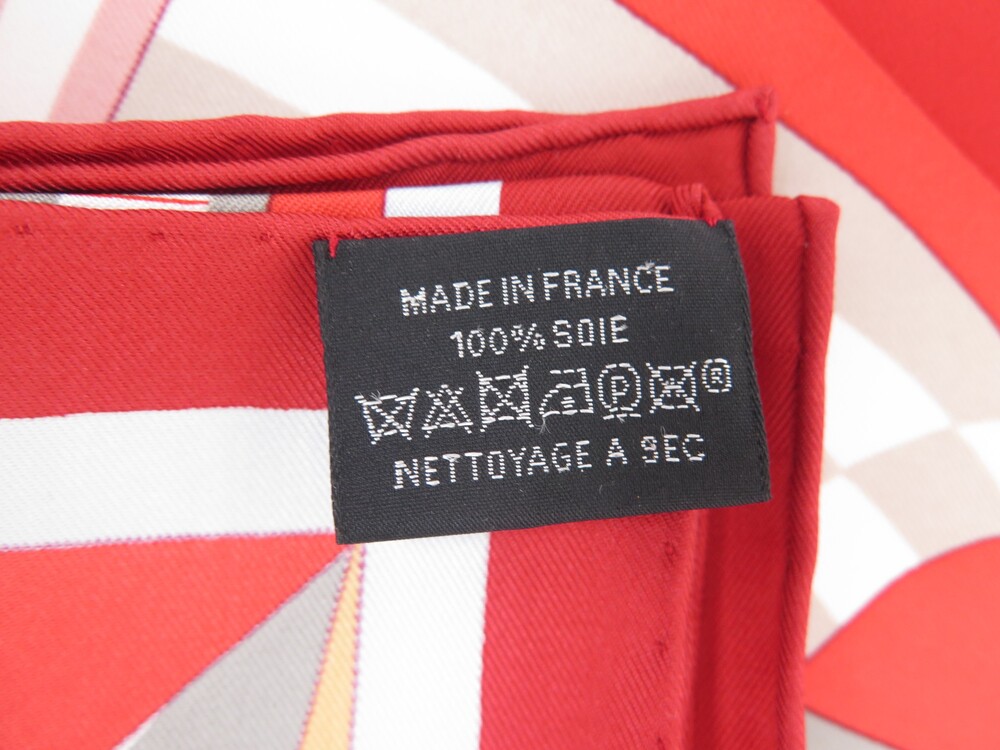 MADE IN FRANCE
100% SOIE
P ®
NETTOYAGE A SEC